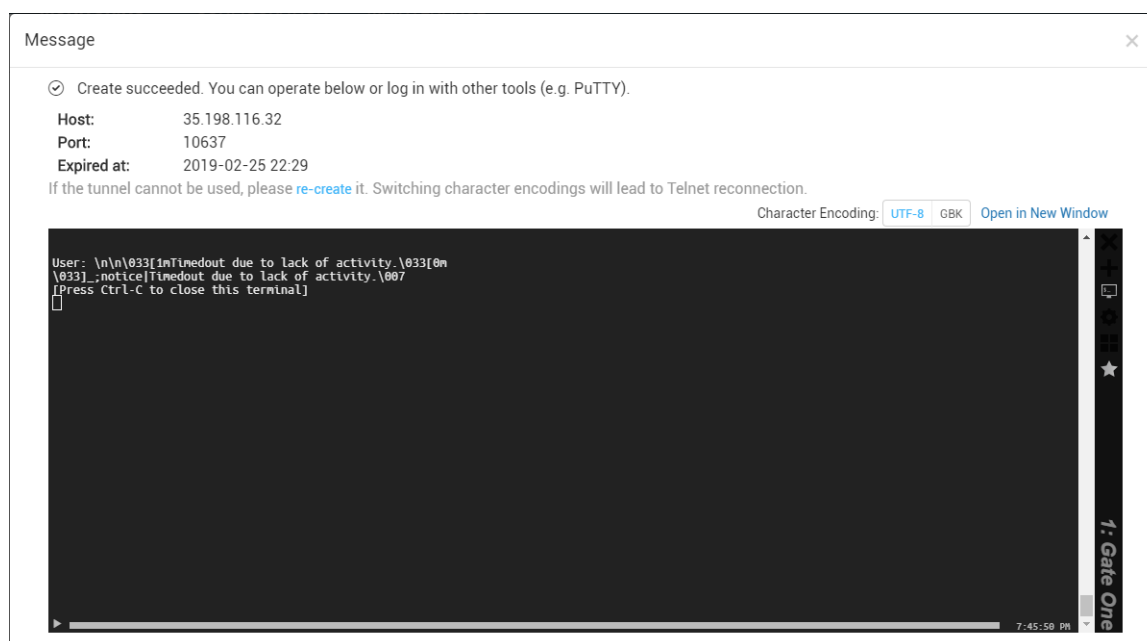 Message
Create succeeded. You can operate below or log in with other tools (e.g. PuTTY).
Host: 35.198.116.32
Port: 10637
Expired at: 2019-02-25 22:29
If the tunnel cannot be used, please re-create it. Switching character encodings will lead to Telnet reconnection.
Character Encoding: UTF-8 GBK Open in New Window
User: \n\n\033[1mTimedout due to lack of activity.\033[0m
\033]_;notice|Timedout due to lack of activity.\007
[Press Ctrl-C to close this terminal]
1: Gate One
7:45:50 PM